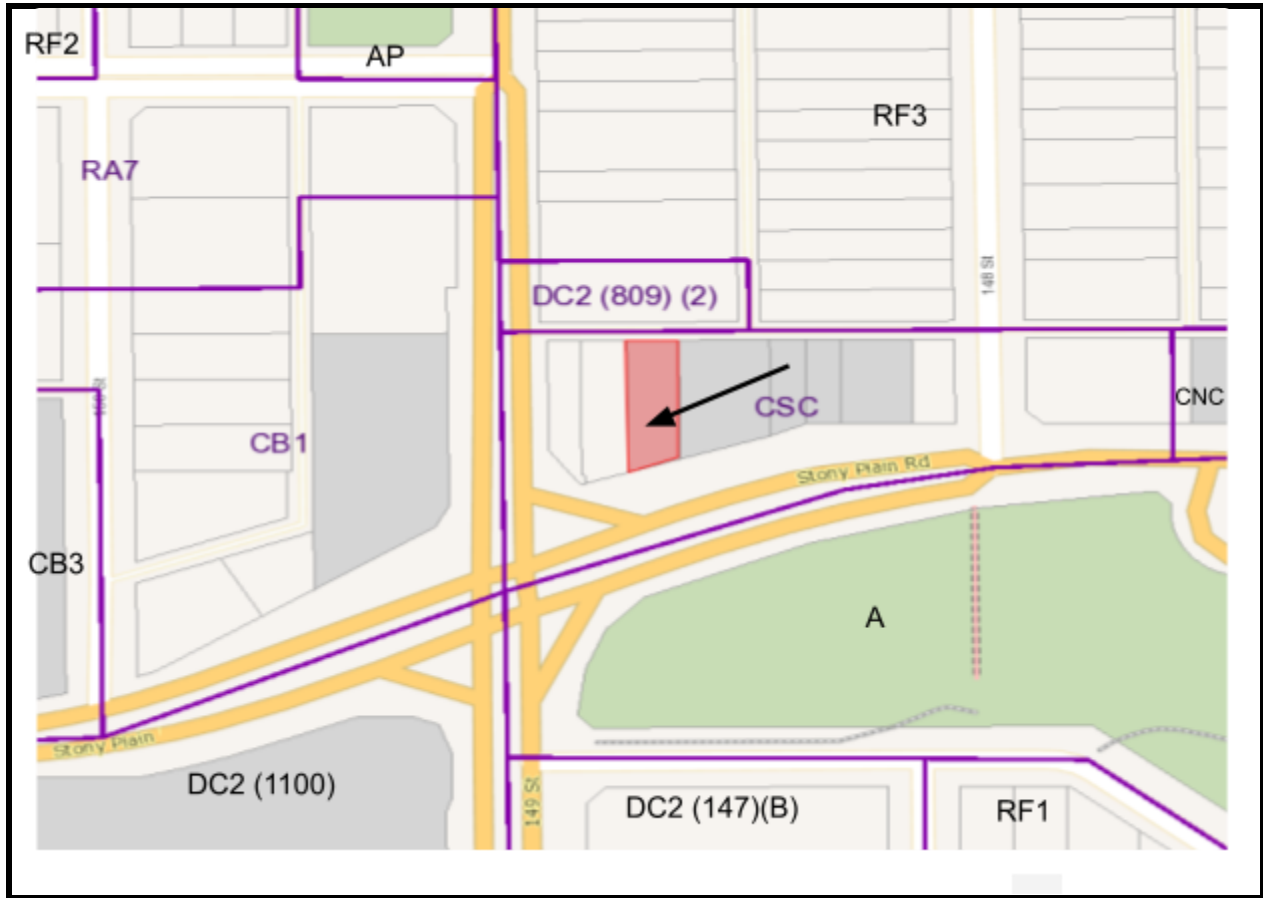 RF2
AP
RF3
RA7
148 St
DC2 (809) (2)
CNC
CSC
CB1
Stony Plain Rd
CB3
A
Stony Plain
DC2 (1100)
149 St
DC2 (147)(B)
RF1